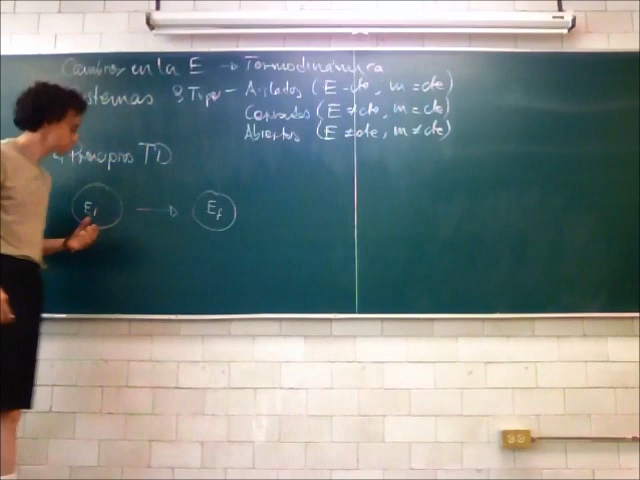 Cambios en la E → Termodinámica
stemas 3 Tipos - Aislados (E = cte, m = cte)
Cerrados (E ≠ cte, m = cte)
Abiertos (E ≠ cte, m ≠ cte)
Principios TD
Ei → Ef